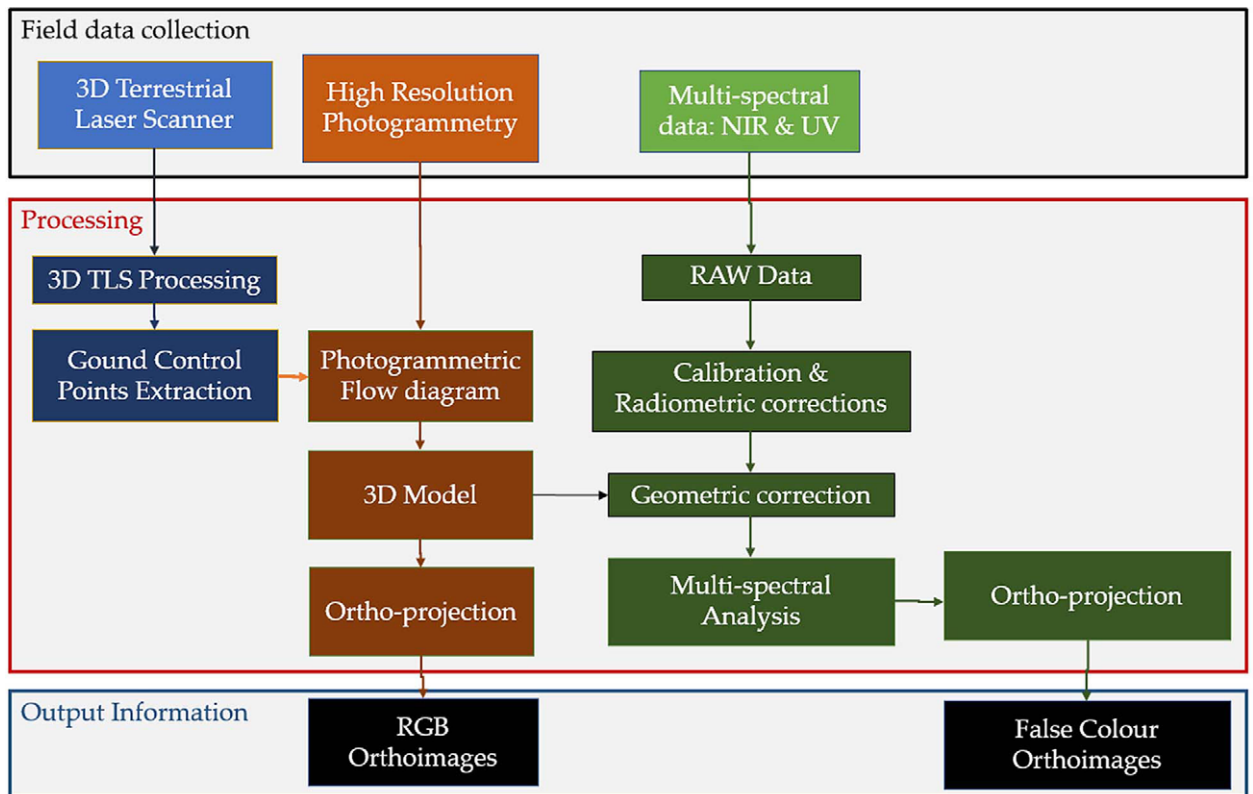 Field data collection
3D Terrestrial
Laser Scanner
High Resolution
Photogrammetry
Multi-spectral
data: NIR & UV
Processing
3D TLS Processing
RAW Data
Gound Control
Points Extraction
Photogrammetric
Flow diagram
Calibration &
Radiometric corrections
3D Model
Geometric correction
Ortho-projection
Multi-spectral
Analysis
Ortho-projection
Output Information
RGB
Orthoimages
False Colour
Orthoimages